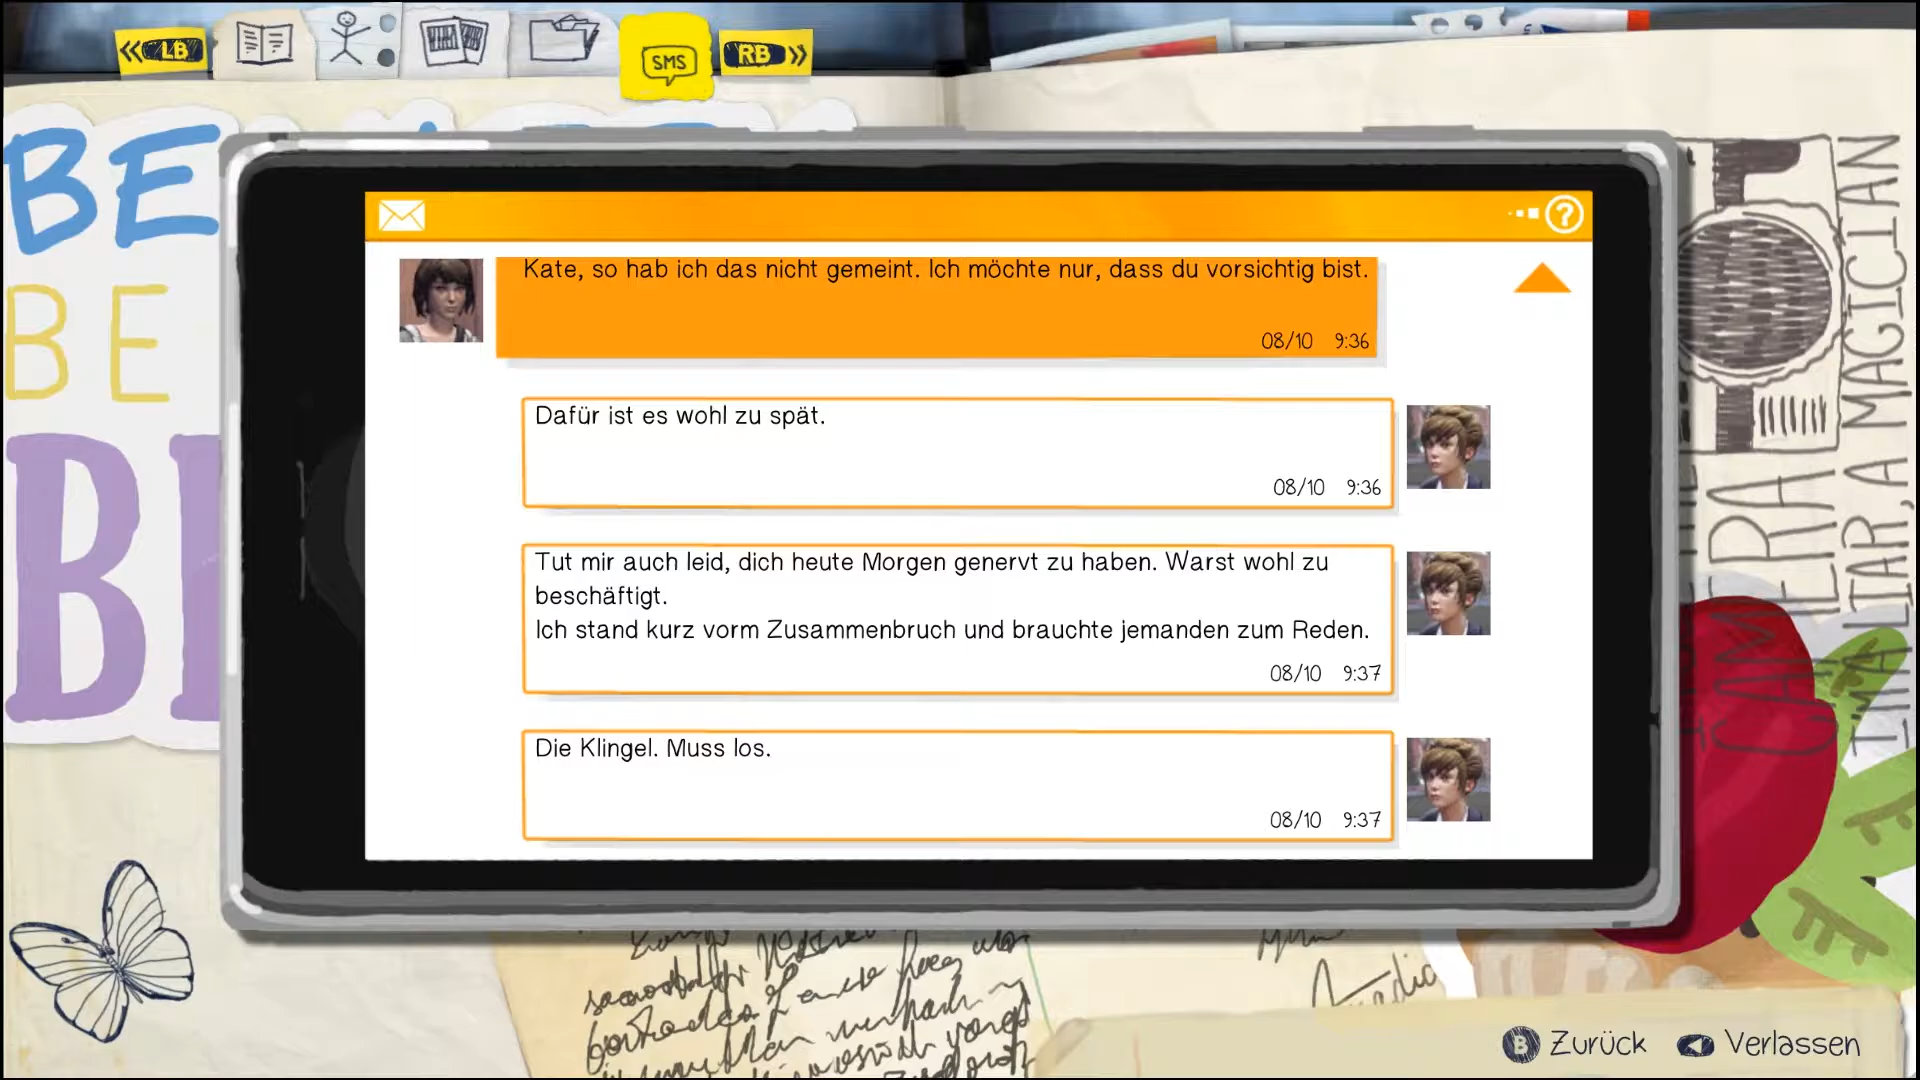 LB
SMS
RB
BE
BE
Kate, so hab ich das nicht gemeint. Ich möchte nur, dass du vorsichtig bist.
08/10 9:36
Dafür ist es wohl zu spät.
08/10 9:36
Tut mir auch leid, dich heute Morgen genervt zu haben. Warst wohl zu
beschäftigt.
Ich stand kurz vorm Zusammenbruch und brauchte jemanden zum Reden.
08/10 9:37
Die Klingel. Muss los.
08/10 9:37
CAMERA
LIAR, A MAGICIAN
B Zurück
Verlassen